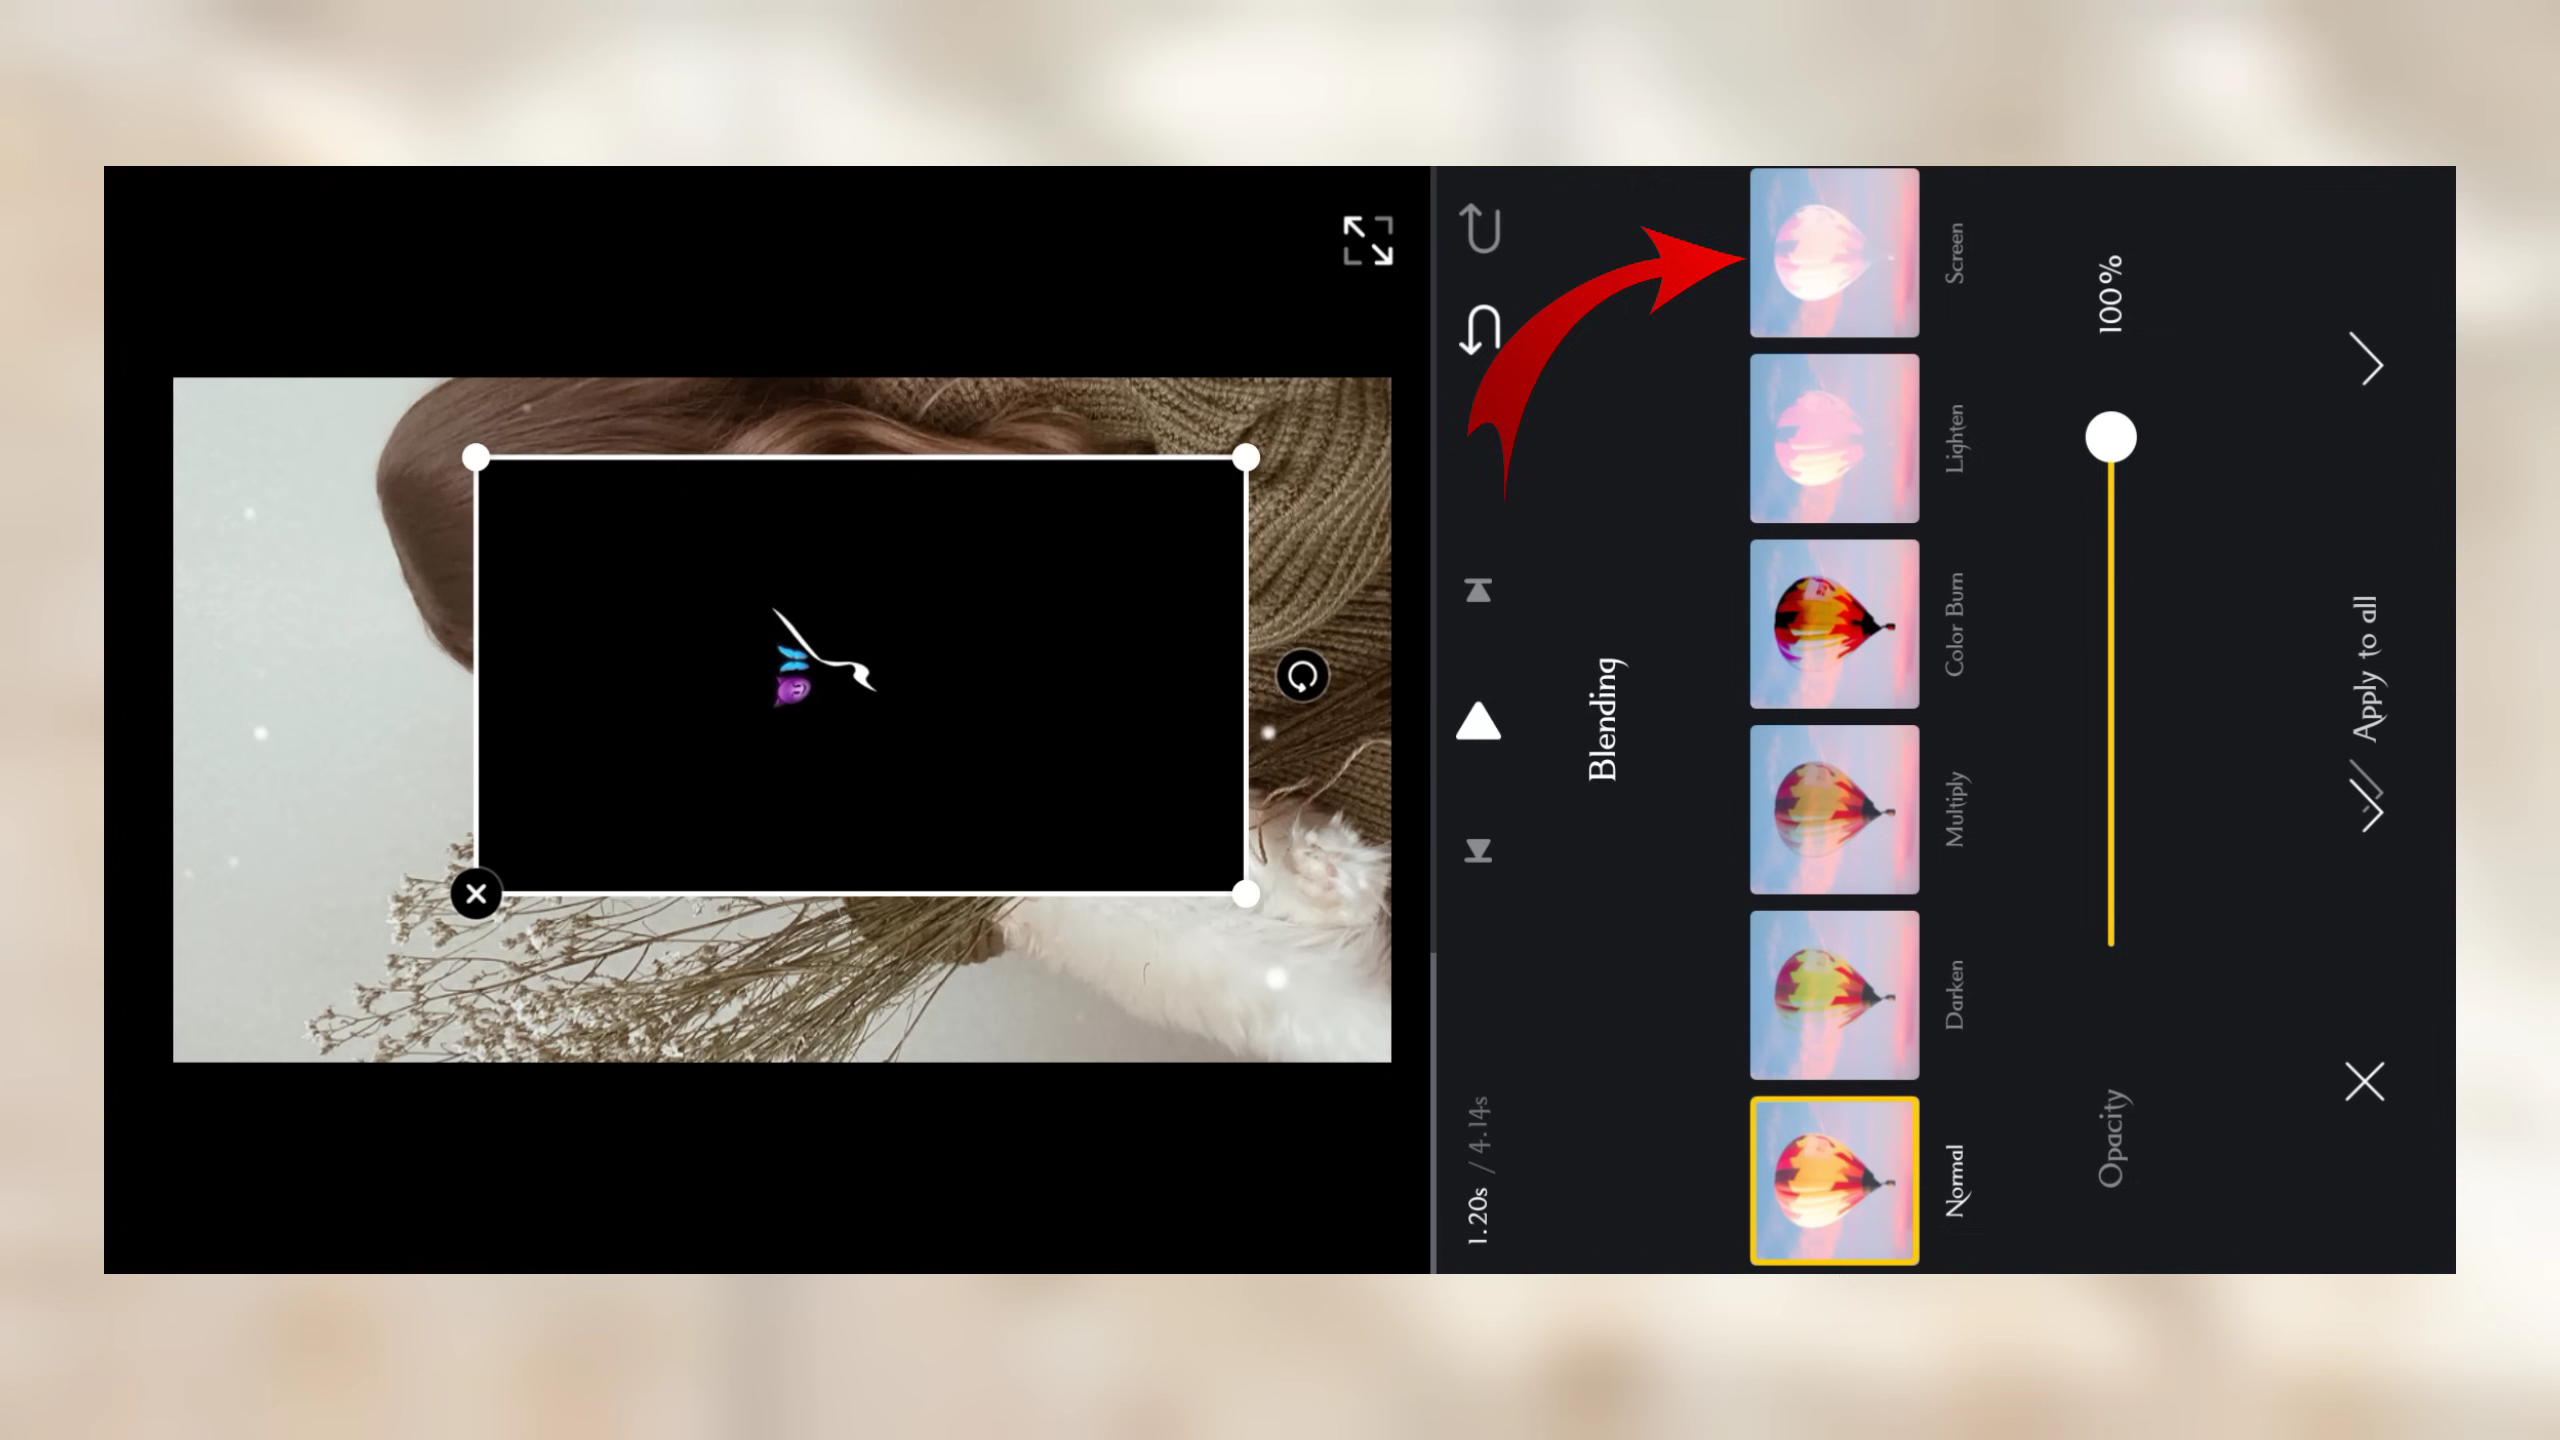 1.20s / 4.14s
Blending
Normal
Darken
Multiply
Color Burn
Lighten
Screen
Opacity
100%
Apply to all